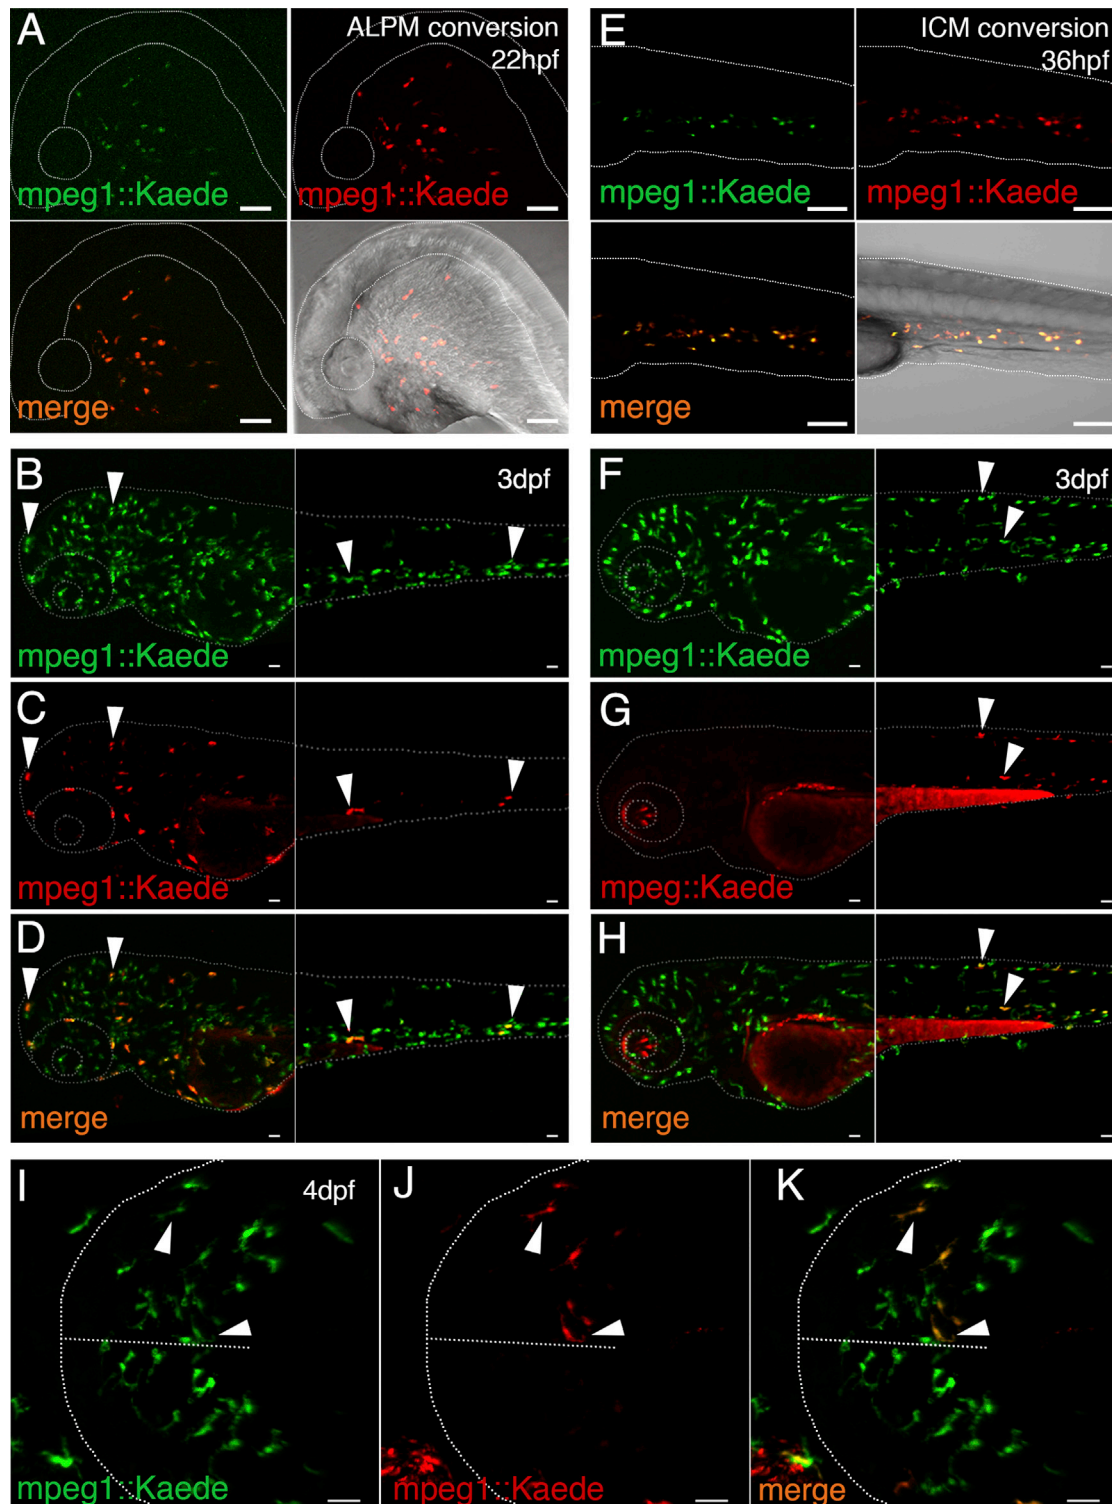 A
ALPM conversion
22hpf
mpeg1::Kaede
mpeg1::Kaede
merge
E
ICM conversion
36hpf
mpeg1::Kaede
mpeg1::Kaede
merge
B
3dpf
mpeg1::Kaede
F
3dpf
mpeg1::Kaede
C
mpeg1::Kaede
G
mpeg::Kaede
D
merge
H
merge
I
4dpf
mpeg1::Kaede
J
mpeg1::Kaede
K
merge